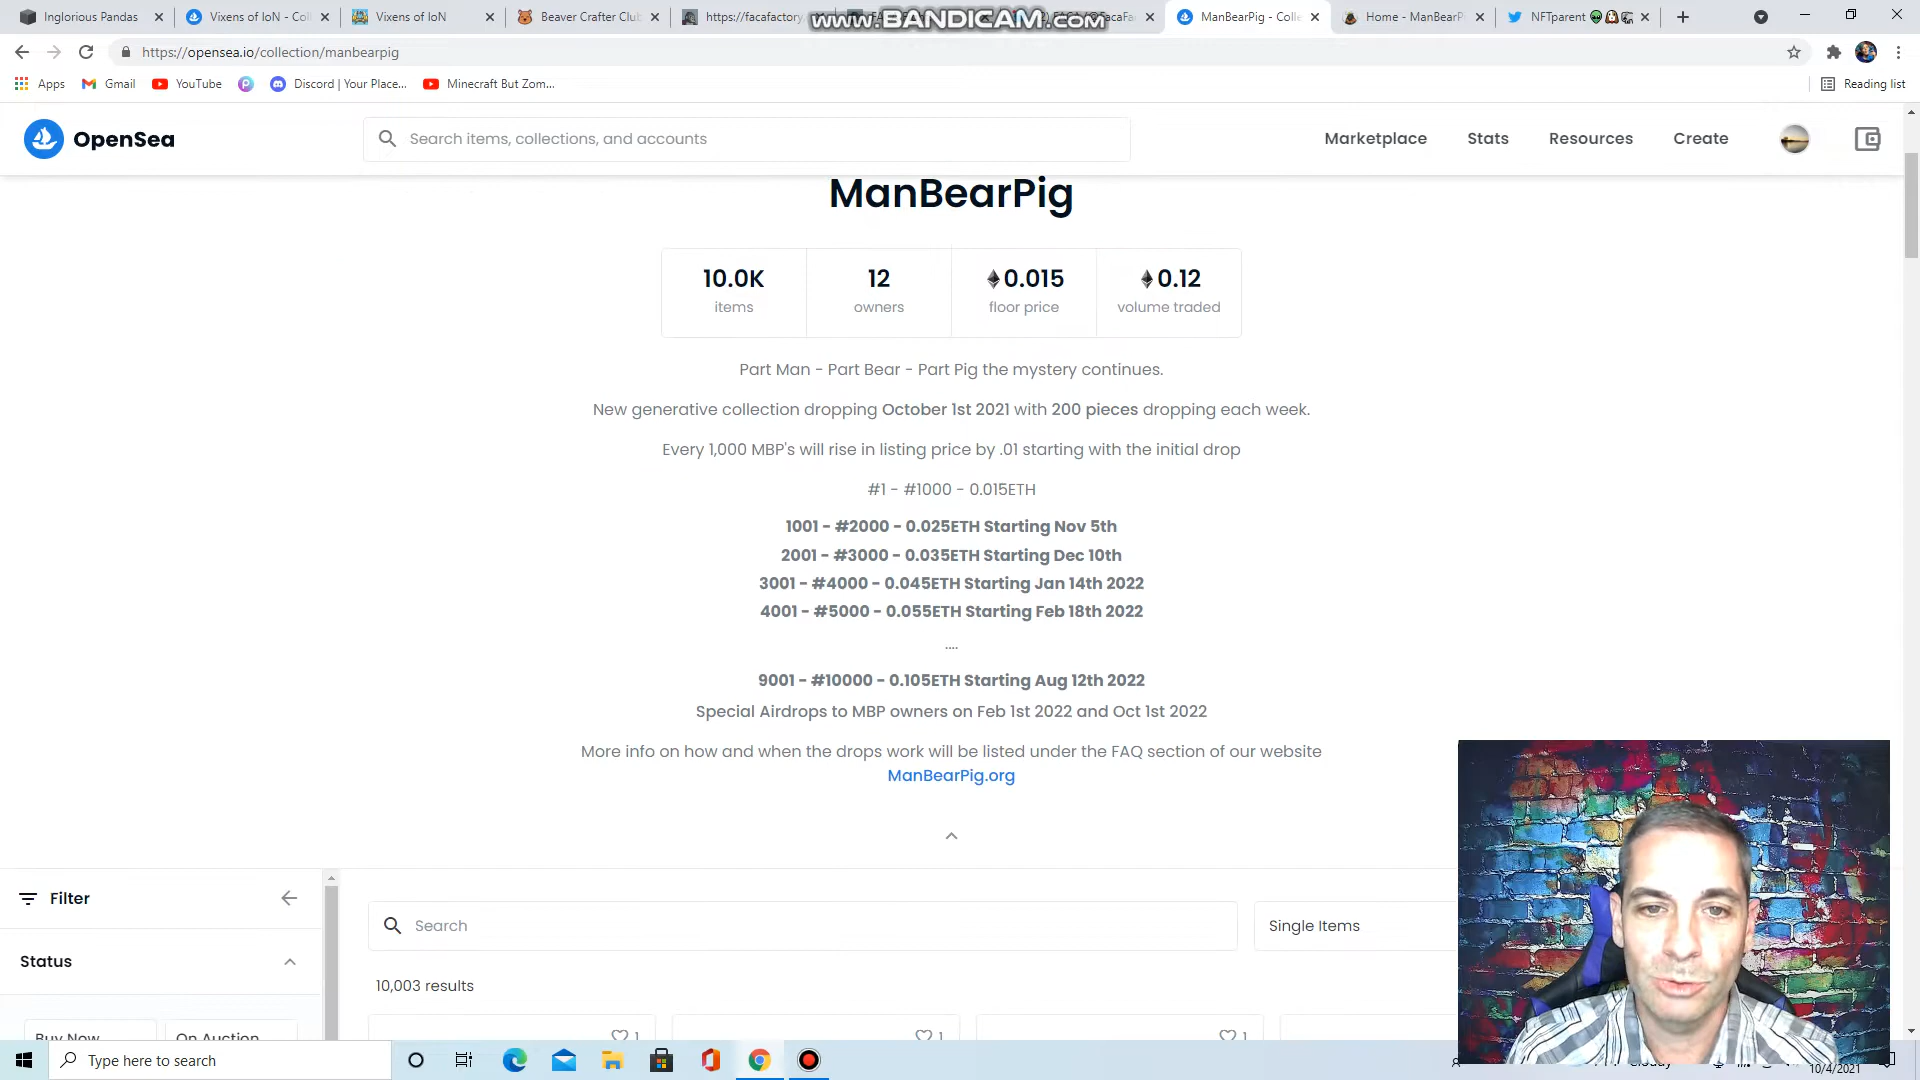 Inglorious Pandas
Vixens of IoN - Col
Vixens of IoN
Beaver Crafter Club
https://facafactory.
ManBearPig - Colle
Home - ManBearPi
NFTparent
www.BANDICAM.com
https://opensea.io/collection/manbearpig
Apps
Gmail
YouTube
Discord | Your Place...
Minecraft But Zom...
Reading list
OpenSea
Search items, collections, and accounts
Marketplace
Stats
Resources
Create
ManBearPig
10.0K
items
12
owners
0.015
floor price
0.12
volume traded
Part Man - Part Bear - Part Pig the mystery continues.
New generative collection dropping October 1st 2021 with 200 pieces dropping each week.
Every 1,000 MBP's will rise in listing price by .01 starting with the initial drop
#1 - #1000 - 0.015ETH
1001 - #2000 - 0.025ETH Starting Nov 5th
2001 - #3000 - 0.035ETH Starting Dec 10th
3001 - #4000 - 0.045ETH Starting Jan 14th 2022
4001 - #5000 - 0.055ETH Starting Feb 18th 2022
....
9001 - #10000 - 0.105ETH Starting Aug 12th 2022
Special Airdrops to MBP owners on Feb 1st 2022 and Oct 1st 2022
More info on how and when the drops work will be listed under the FAQ section of our website
ManBearPig.org
Filter
Search
Single Items
Status
10,003 results
Buy Now
On Auction
1
1
1
Type here to search
10/4/2021